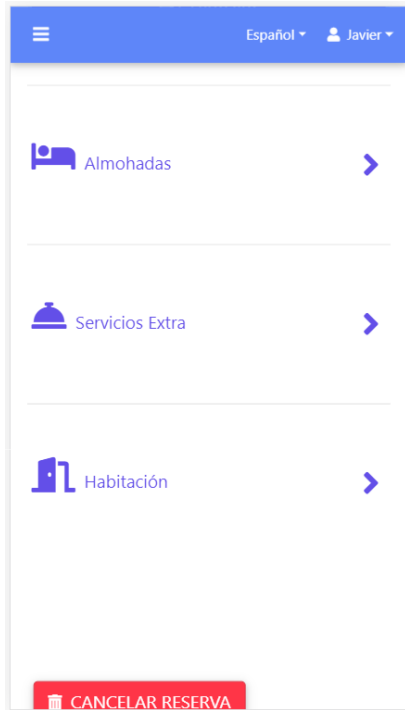 Español Javier
Almohadas
Servicios Extra
Habitación
CANCELAR RESERVA